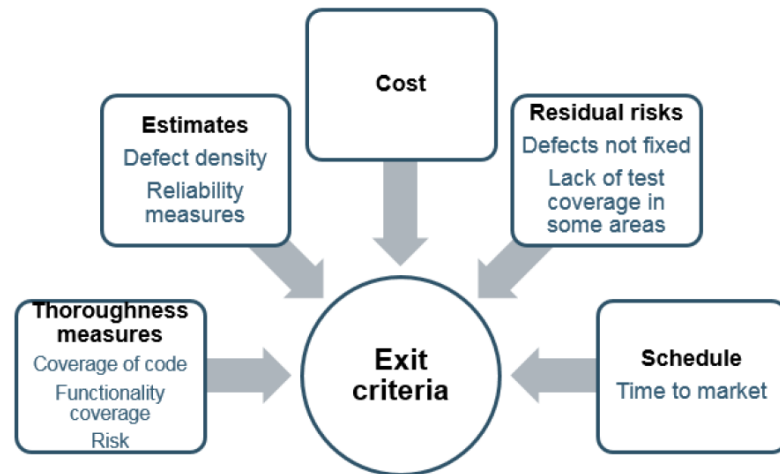 Cost
Estimates
Defect density
Reliability
measures
Residual risks
Defects not fixed
Lack of test
coverage in
some areas
Thoroughness
measures
Coverage of code
Functionality
coverage
Risk
Exit
criteria
Schedule
Time to market